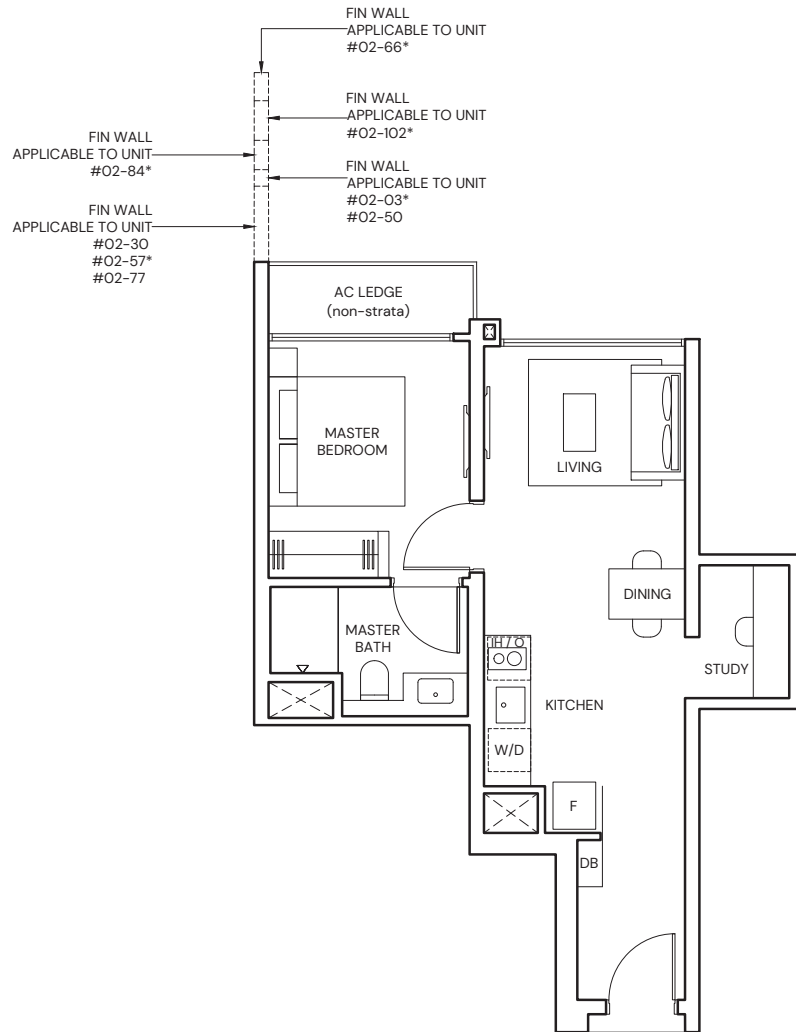 FIN WALL
APPLICABLE TO UNIT
#02-66*
FIN WALL
APPLICABLE TO UNIT
#02-102*
FIN WALL
APPLICABLE TO UNIT
#02-84*
FIN WALL
APPLICABLE TO UNIT
#02-03*
#02-50
FIN WALL
APPLICABLE TO UNIT
#02-30
#02-57*
#02-77
AC LEDGE
(non-strata)
MASTER
BEDROOM
LIVING
DINING
MASTER
BATH
IH / O
STUDY
KITCHEN
W/D
F
DB